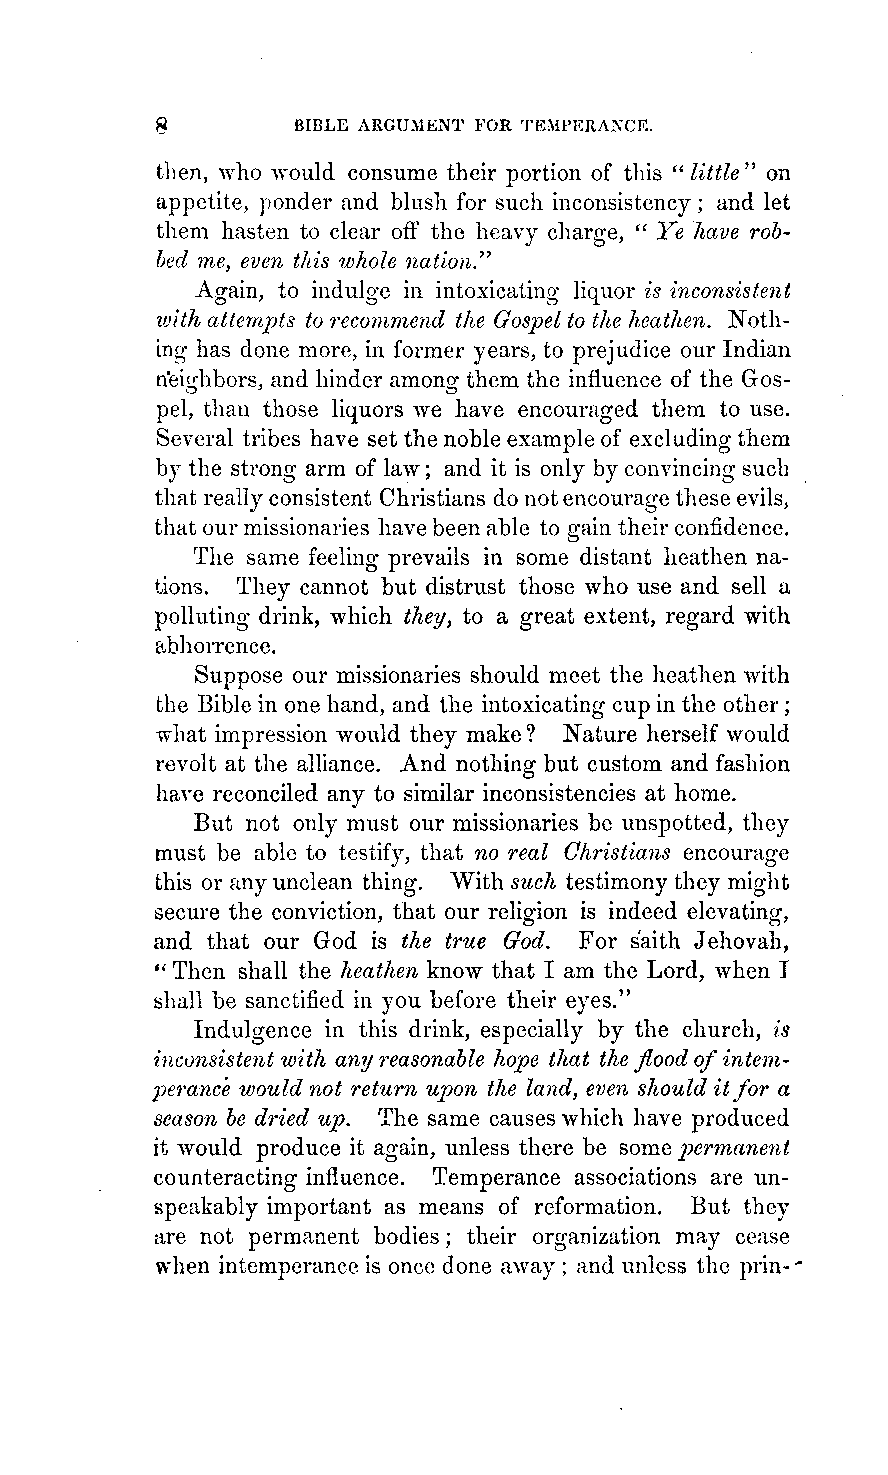 8 BIBLE ARGUMENT FOR TEMPERANCE.
then, who would consume their portion of this "little" on
appetite, ponder and blush for such inconsistency; and let
them hasten to clear off the heavy charge, "Ye have rob-
bed me, even this whole nation."
Again, to indulge in intoxicating liquor is inconsistent
with attempts to recommend the Gospel to the heathen. Noth-
ing has done more, in former years, to prejudice our Indian
neighbors, and hinder among them the influence of the Gos-
pel, than those liquors we have encouraged them to use.
Several tribes have set the noble example of excluding them
by the strong arm of law; and it is only by convincing such
that really consistent Christians do not encourage these evils,
that our missionaries have been able to gain their confidence.
The same feeling prevails in some distant heathen na-
tions. They cannot but distrust those who use and sell a
polluting drink, which they, to a great extent, regard with
abhorrence.
Suppose our missionaries should meet the heathen with
the Bible in one hand, and the intoxicating cup in the other;
what impression would they make? Nature herself would
revolt at the alliance. And nothing but custom and fashion
have reconciled any to similar inconsistencies at home.
But not only must our missionaries be unspotted, they
must be able to testify, that no real Christians encourage
this or any unclean thing. With such testimony they might
secure the conviction, that our religion is indeed elevating,
and that our God is the true God. For saith Jehovah,
"Then shall the heathen know that I am the Lord, when I
shall be sanctified in you before their eyes."
Indulgence in this drink, especially by the church, is
inconsistent with any reasonable hope that the flood of intem-
perance would not return upon the land, even should it for a
season be dried up. The same causes which have produced
it would produce it again, unless there be some permanent
counteracting influence. Temperance associations are un-
speakably important as means of reformation. But they
are not permanent bodies; their organization may cease
when intemperance is once done away; and unless the prin-